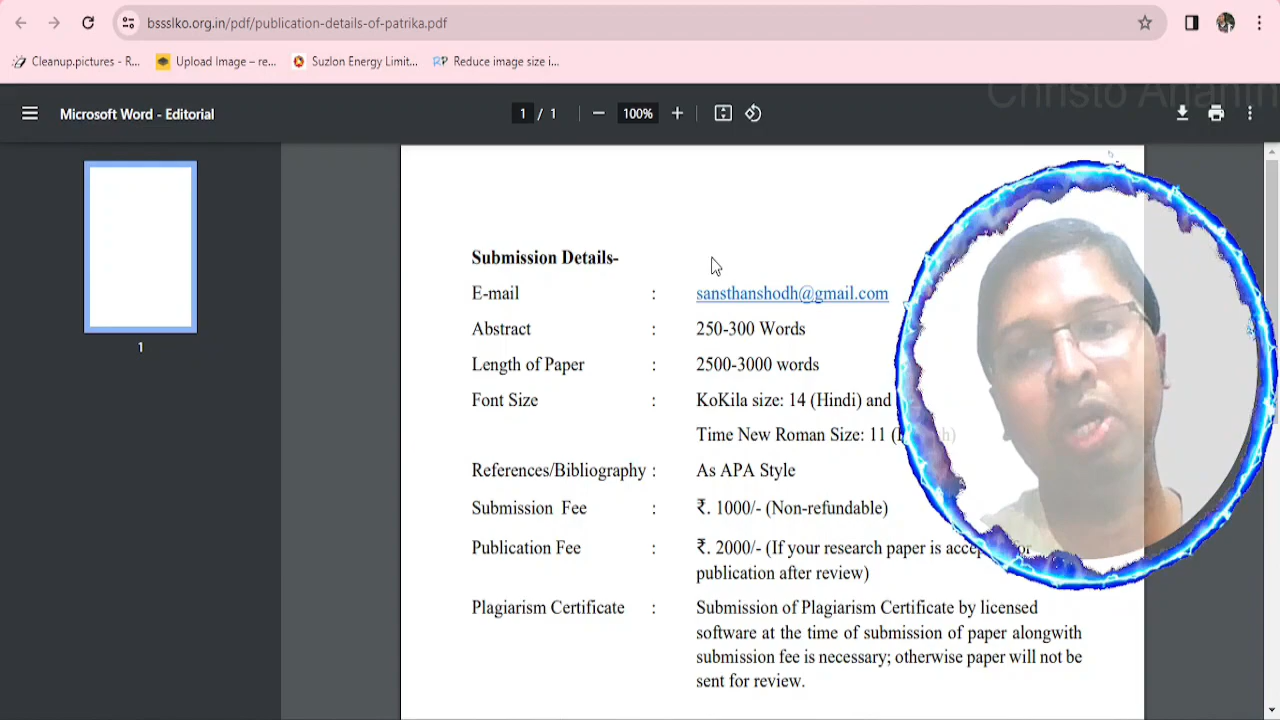 bssslko.org.in/pdf/publication-details-of-patrika.pdf
Cleanup.pictures - R... Upload Image – re... Suzlon Energy Limit... RP Reduce image size i...
Christo Ananth
Microsoft Word - Editorial 1 / 1 100%
1
Submission Details-
E-mail : sansthanshodh@gmail.com
Abstract : 250-300 Words
Length of Paper : 2500-3000 words
Font Size : KoKila size: 14 (Hindi) and
Time New Roman Size: 11 (
References/Bibliography : As APA Style
Submission Fee : ₹. 1000/- (Non-refundable)
Publication Fee : ₹. 2000/- (If your research paper is accep for
publication after review)
Plagiarism Certificate : Submission of Plagiarism Certificate by licensed
software at the time of submission of paper alongwith
submission fee is necessary; otherwise paper will not be
sent for review.